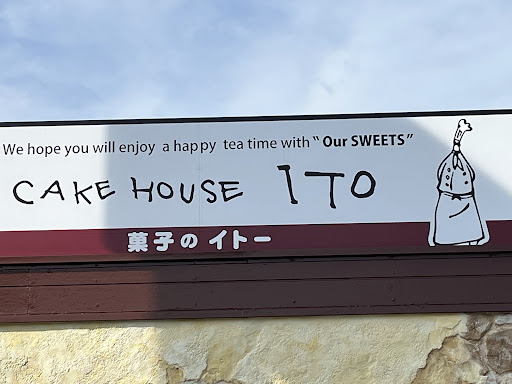 We hope you will enjoy a happy tea time with “Our SWEETS”
CAKE HOUSE ITO
菓子のイトー